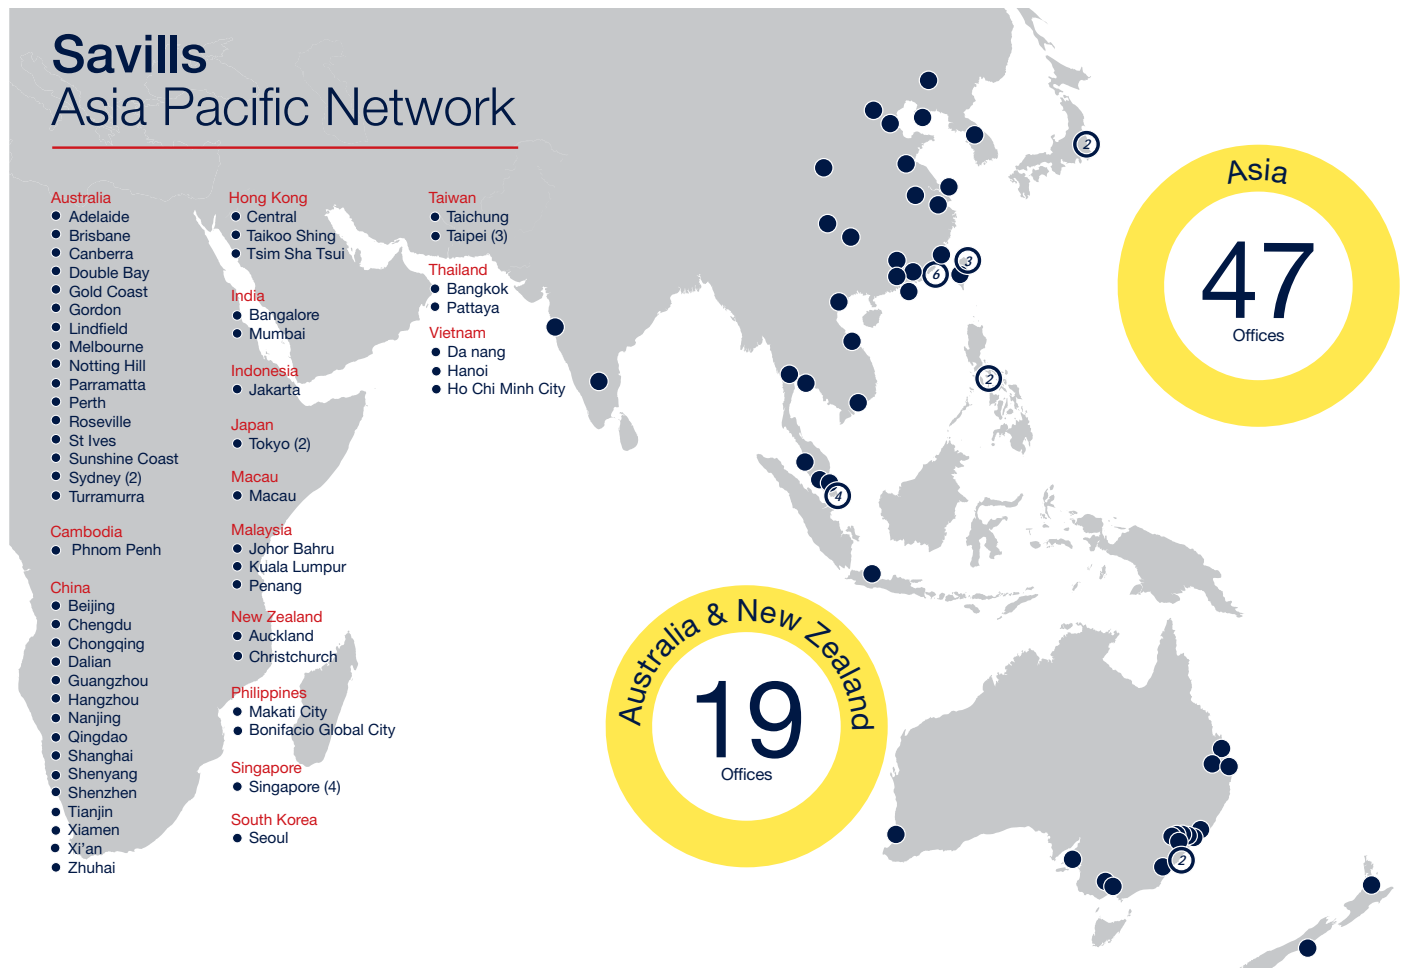 Savills
Asia Pacific Network
Australia
Adelaide
Brisbane
Canberra
Double Bay
Gold Coast
Gordon
Lindfield
Melbourne
Notting Hill
Parramatta
Perth
Roseville
St Ives
Sunshine Coast
Sydney (2)
Turramurra
Cambodia
Phnom Penh
China
Beijing
Chengdu
Chongqing
Dalian
Guangzhou
Hangzhou
Nanjing
Qingdao
Shanghai
Shenyang
Shenzhen
Tianjin
Xiamen
Xi'an
Zhuhai
Hong Kong
Central
Taikoo Shing
Tsim Sha Tsui
India
Bangalore
Mumbai
Indonesia
Jakarta
Japan
Tokyo (2)
Macau
Macau
Malaysia
Johor Bahru
Kuala Lumpur
Penang
New Zealand
Auckland
Christchurch
Philippines
Makati City
Bonifacio Global City
Singapore
Singapore (4)
South Korea
Seoul
Taiwan
Taichung
Taipei (3)
Thailand
Bangkok
Pattaya
Vietnam
Da nang
Hanoi
Ho Chi Minh City
2
3
6
2
4
2
Asia
47
Offices
Australia & New Zealand
19
Offices